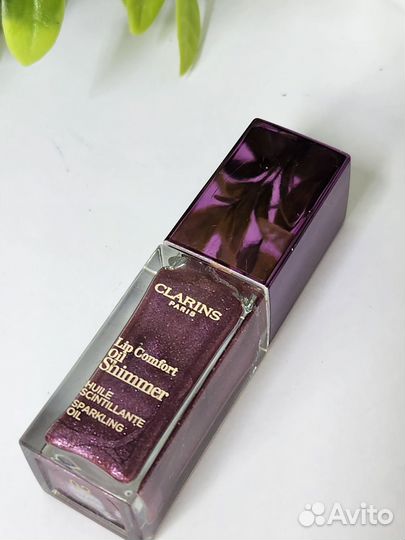 CLARINS
PARIS
Lip Comfort
Oil
Shimmer
HUILE
SCINTILLANTE
SPARKLING
OIL
Avito